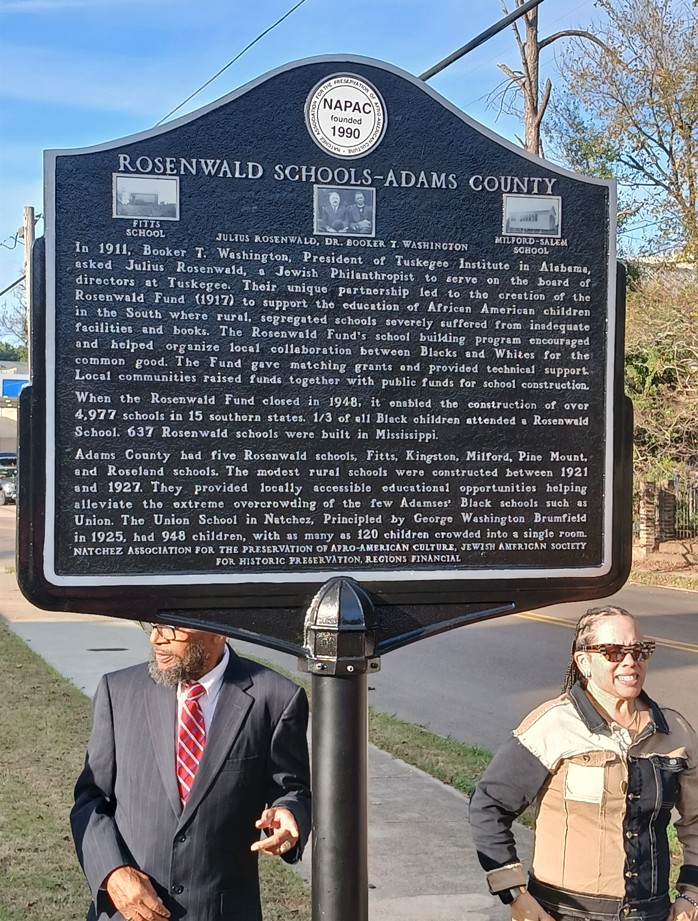 NATCHEZ ASSOCIATION FOR THE PRESERVATION OF AFRO-AMERICAN CULTURE, INC.
NAPAC
founded
1990
ROSENWALD SCHOOLS-ADAMS COUNTY
FITTS
SCHOOL
JULIUS ROSENWALD, DR. BOOKER T. WASHINGTON
MILFORD-SALEM
SCHOOL
In 1911, Booker T. Washington, President of Tuskegee Institute in Alabama,
asked Julius Rosenwald, a Jewish Philanthropist to serve on the board of
directors at Tuskegee. Their unique partnership led to the creation of the
Rosenwald Fund (1917) to support the education of African American children
in the South where rural, segregated schools severely suffered from inadequate
facilities and books. The Rosenwald Fund's school building program encouraged
and helped organize local collaboration between Blacks and Whites for the
common good. The Fund gave matching grants and provided technical support.
Local communities raised funds together with public funds for school construction.
When the Rosenwald Fund closed in 1948, it enabled the construction of over
4,977 schools in 15 southern states. 1/3 of all Black children attended a Rosenwald
School. 637 Rosenwald schools were built in Mississippi.
Adams County had five Rosenwald schools, Fitts, Kingston, Milford, Pine Mount,
and Roseland schools. The modest rural schools were constructed between 1921
and 1927. They provided locally accessible educational opportunities helping
alleviate the extreme overcrowding of the few Adamses' Black schools such as
Union. The Union School in Natchez, Principled by George Washington Brumfield
in 1925, had 948 children, with as many as 120 children crowded into a single room.
NATCHEZ ASSOCIATION FOR THE PRESERVATION OF AFRO-AMERICAN CULTURE, JEWISH AMERICAN SOCIETY
FOR HISTORIC PRESERVATION, REGIONS FINANCIAL